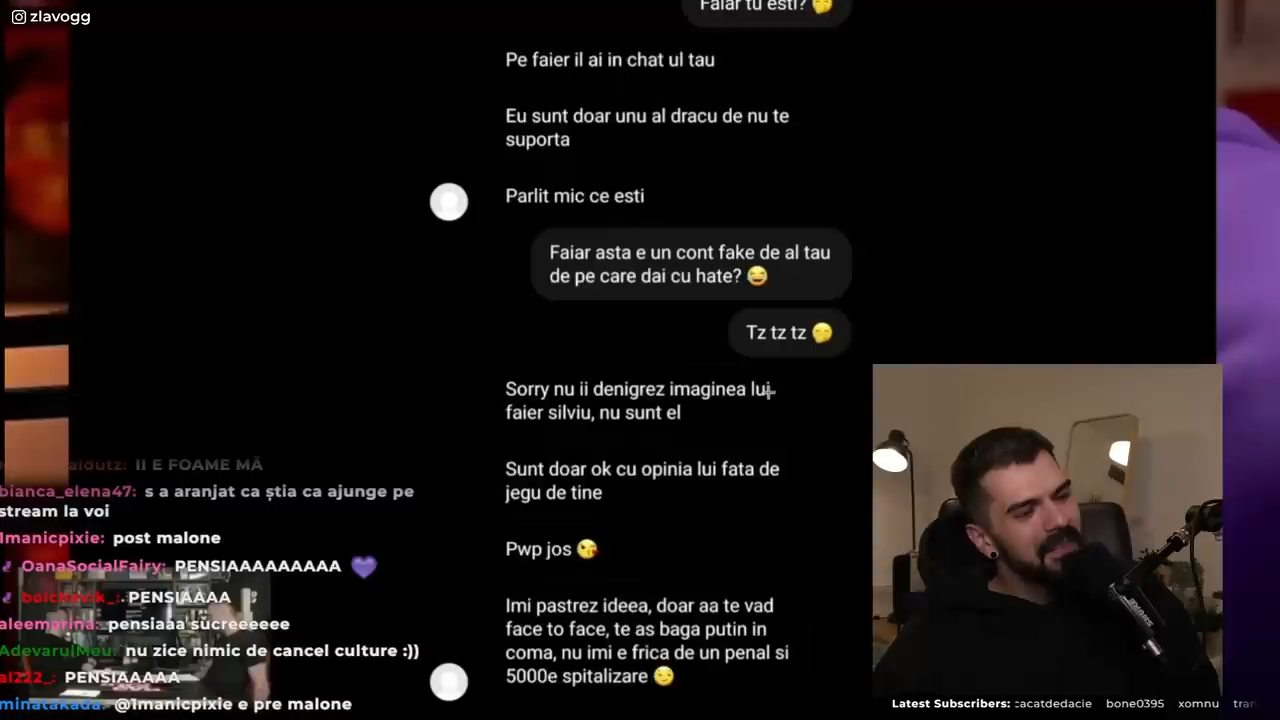 zlavogg
Faiar tu esti? 🤭
Pe faier il ai in chat ul tau
Eu sunt doar unu al dracu de nu te
suporta
Parlit mic ce esti
Faiar asta e un cont fake de al tau
de pe care dai cu hate? 😂
Tz tz tz 🤭
Sorry nu ii denigrez imaginea lui
faier silviu, nu sunt el
Sunt doar ok cu opinia lui fata de
jegu de tine
Pwp jos 😘
Imi pastrez ideea, doar aa te vad
face to face, te as baga putin in
coma, nu imi e frica de un penal si
5000e spitalizare 😏
II E FOAME MĂ
bianca_elena47: s a aranjat ca știa ca ajunge pe
stream la voi
1manicpixie: post malone
OanaSocialFairy: PENSIAAAAAAAAA 💜
bolchavik_: PENSIAAAA
aleemarina: pensiaaa sucreeeeee
AdevarulMeu: nu zice nimic de cancel culture :))
al222_: PENSIAAAAA
minatakada: @1manicpixie e pre malone
Latest Subscribers: cacatdedacie bone0395 xomnu